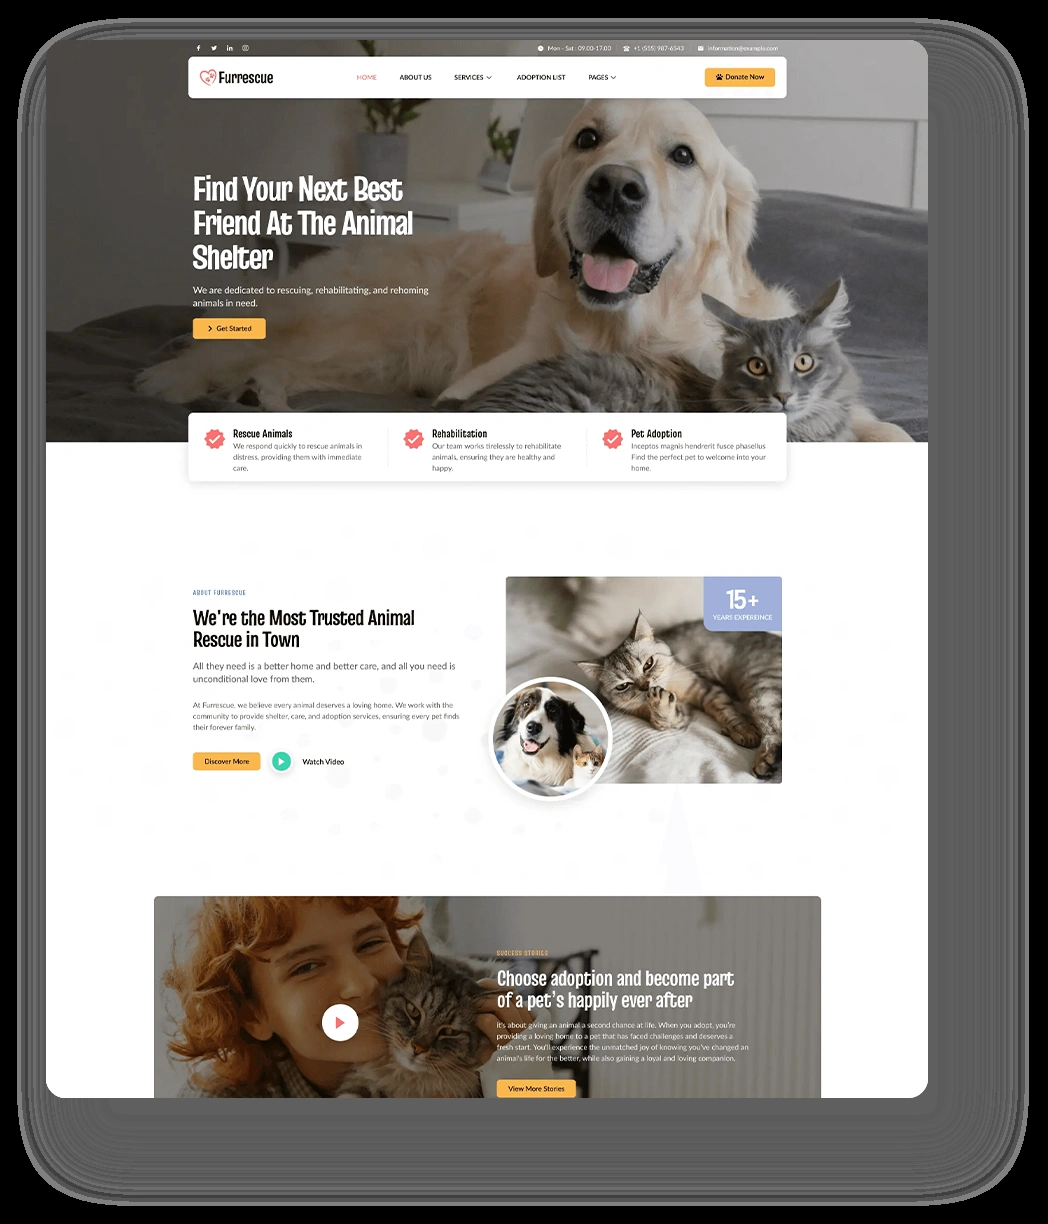 Mon - Sat : 09.00-17.00 +1 (555) 987-6543 information@example.com
Furrescue HOME ABOUT US SERVICES ADOPTION LIST PAGES Donate Now
Find Your Next Best
Friend At The Animal
Shelter
We are dedicated to rescuing, rehabilitating, and rehoming
animals in need.
Get Started
Rescue Animals
We respond quickly to rescue animals in
distress, providing them with immediate
care.
Rehabilitation
Our team works tirelessly to rehabilitate
animals, ensuring they are healthy and
happy.
Pet Adoption
Inceptos magnis hendrerit fusce phasellus
Find the perfect pet to welcome into your
home.
ABOUT FURRESCUE
We're the Most Trusted Animal
Rescue in Town
All they need is a better home and better care, and all you need is
unconditional love from them.
At Furrescue, we believe every animal deserves a loving home. We work with the
community to provide shelter, care, and adoption services, ensuring every pet finds
their forever family.
Discover More Watch Video
15+
YEARS EXPEREINCE
SUCCESS STORIES
Choose adoption and become part
of a pet's happily ever after
It's about giving an animal a second chance at life. When you adopt, you're
providing a loving home to a pet that has faced challenges and deserves a
fresh start. You'll experience the unmatched joy of knowing you've changed an
animal's life for the better, while also gaining a loyal and loving companion.
View More Stories